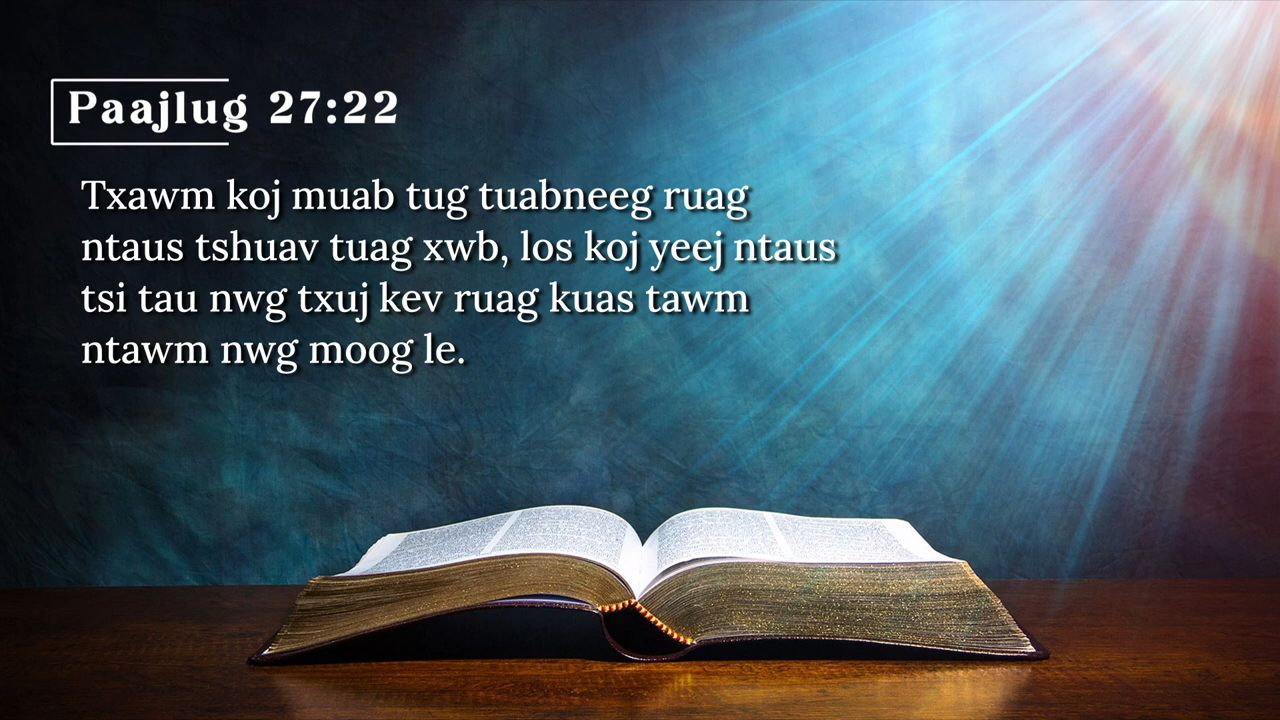 Paajlug 27:22
Txawm koj muab tug tuabneeg ruag
ntaus tshuav tuag xwb, los koj yeej ntaus
tsi tau nwg txuj kev ruag kuas tawm
ntawm nwg moog le.